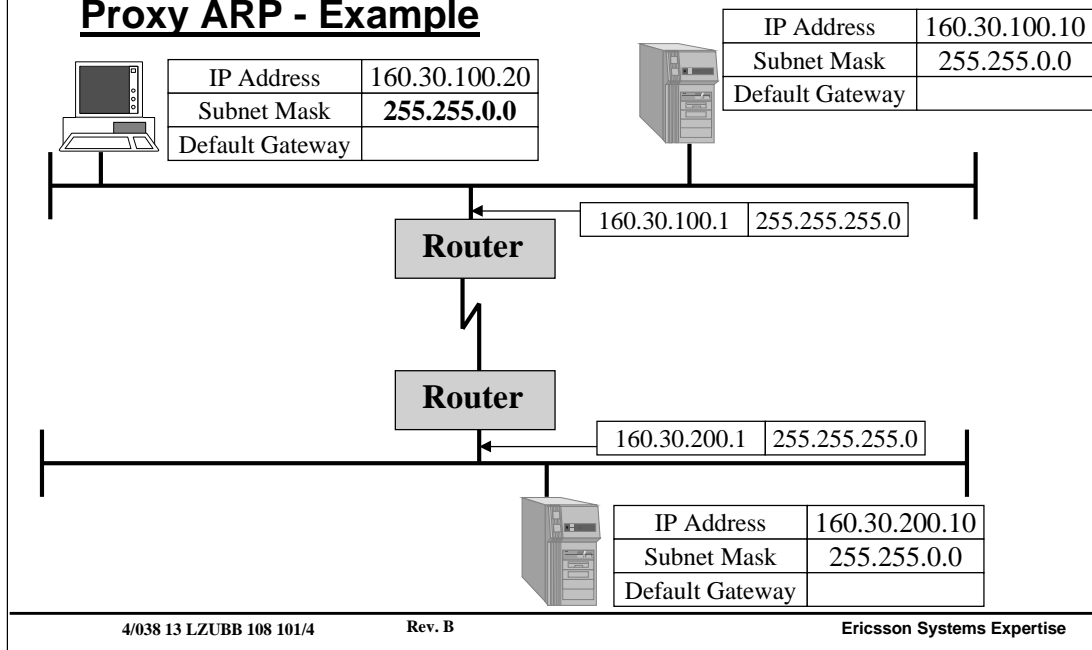 Proxy ARP - Example
IP Address 160.30.100.10
Subnet Mask 255.255.0.0
Default Gateway
IP Address 160.30.100.20
Subnet Mask 255.255.0.0
Default Gateway
160.30.100.1 255.255.255.0
Router
Router
160.30.200.1 255.255.255.0
IP Address 160.30.200.10
Subnet Mask 255.255.0.0
Default Gateway
4/038 13 LZUBB 108 101/4 Rev. B Ericsson Systems Expertise